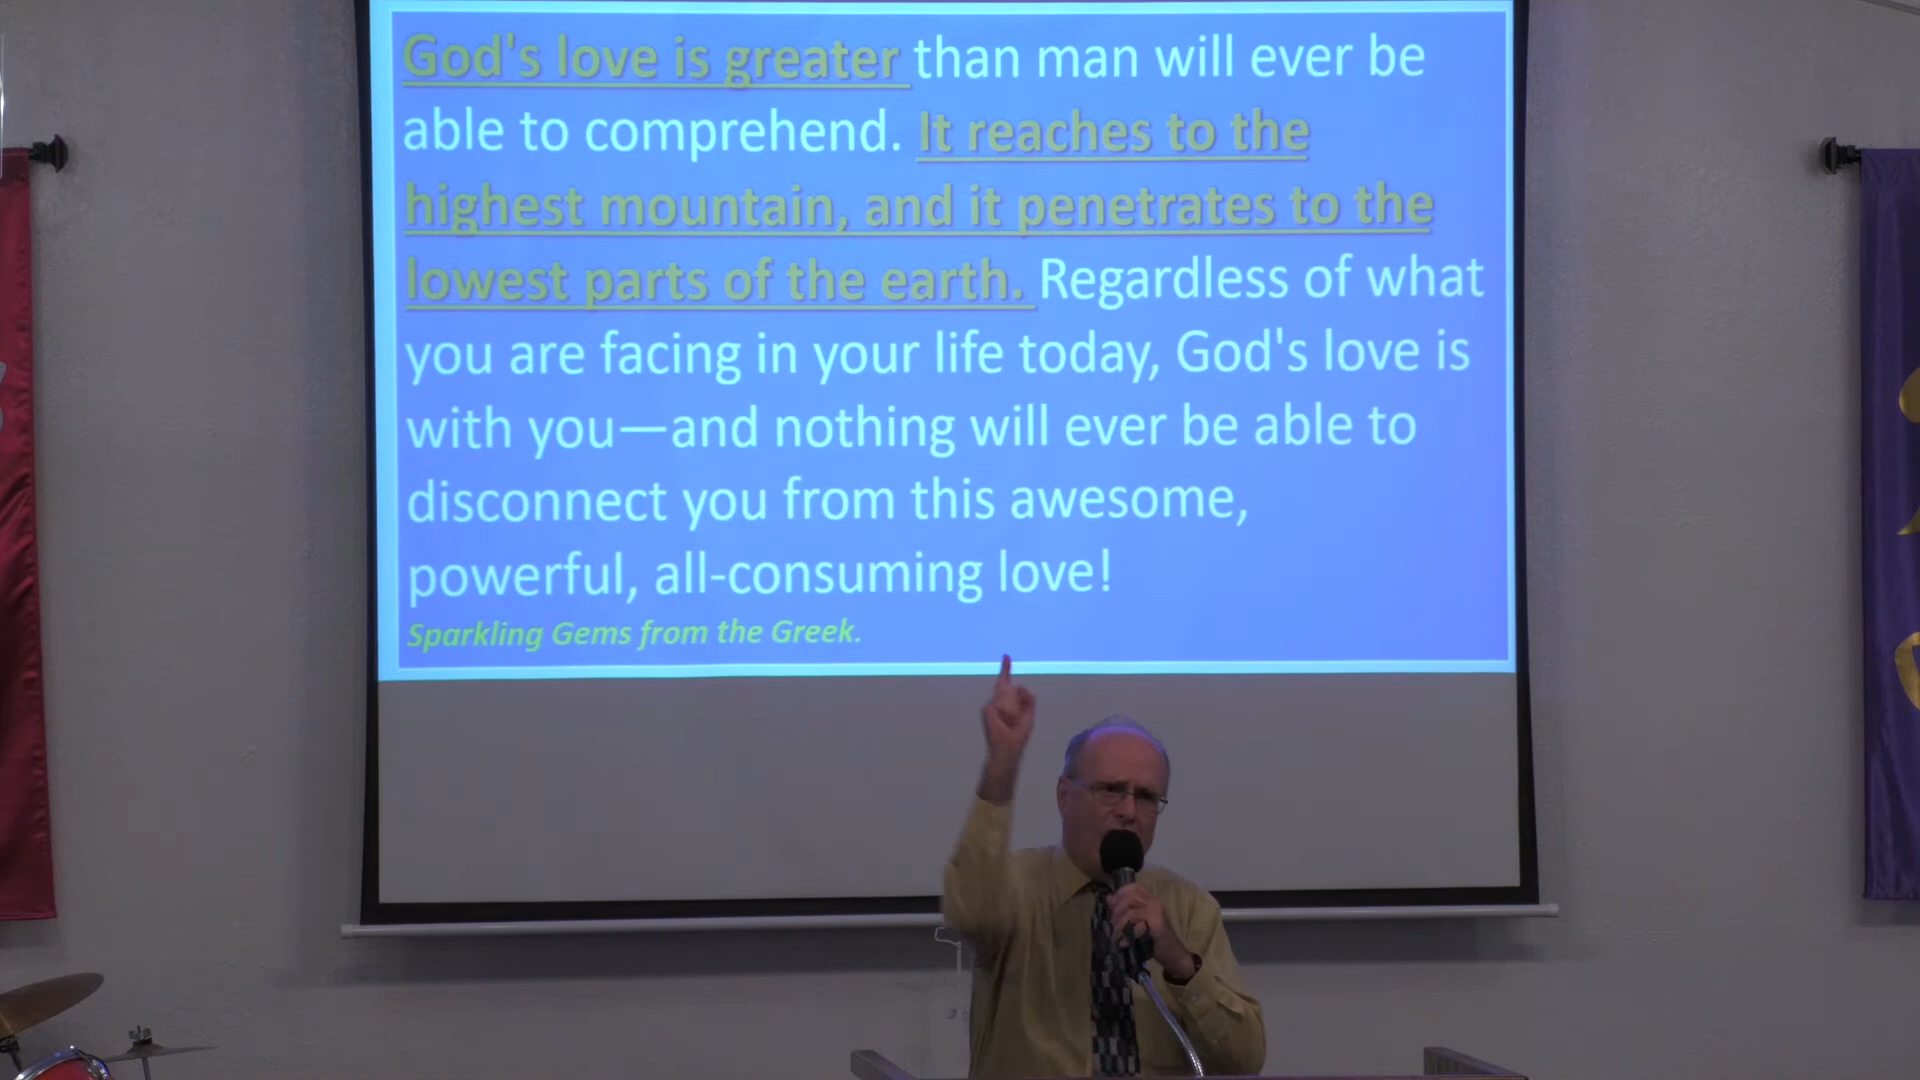 God's love is greater than man will ever be
able to comprehend. It reaches to the
highest mountain, and it penetrates to the
lowest parts of the earth. Regardless of what
you are facing in your life today, God's love is
with you—and nothing will ever be able to
disconnect you from this awesome,
powerful, all-consuming love!
Sparkling Gems from the Greek.